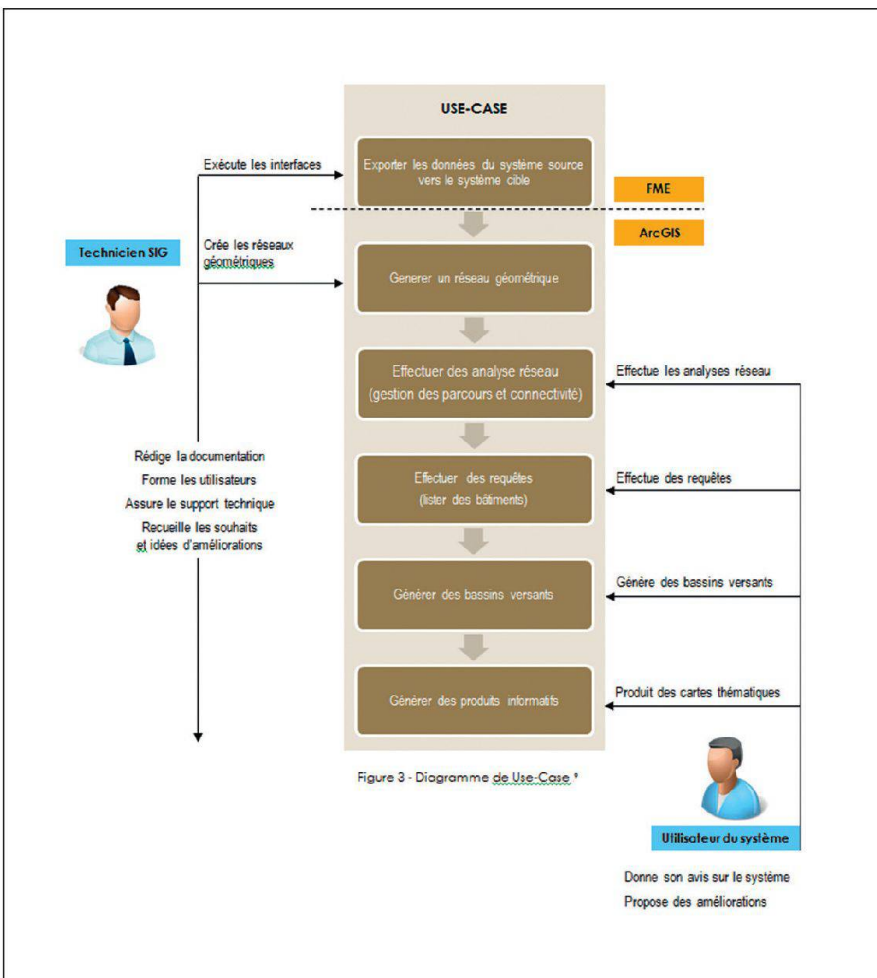 USE-CASE
Exécute les interfaces
Exporter les données du système source
vers le système cible
FME
ArcGIS
Technicien SIG
Crée les réseaux
géométriques
Generer un réseau géométrique
Effectuer des analyse réseau
(gestion des parcours et connectivité)
Effectue les analyses réseau
Rédige la documentation
Forme les utilisateurs
Assure le support technique
Recueille les souhaits
et idées d'améliorations
Effectuer des requêtes
(lister des bâtiments)
Effectue des requêtes
Générer des bassins versants
Génére des bassins versants
Générer des produits informatifs
Produit des cartes thématiques
Figure 3 - Diagramme de Use-Case
Utilisateur du système
Donne son avis sur le système
Propose des améliorations